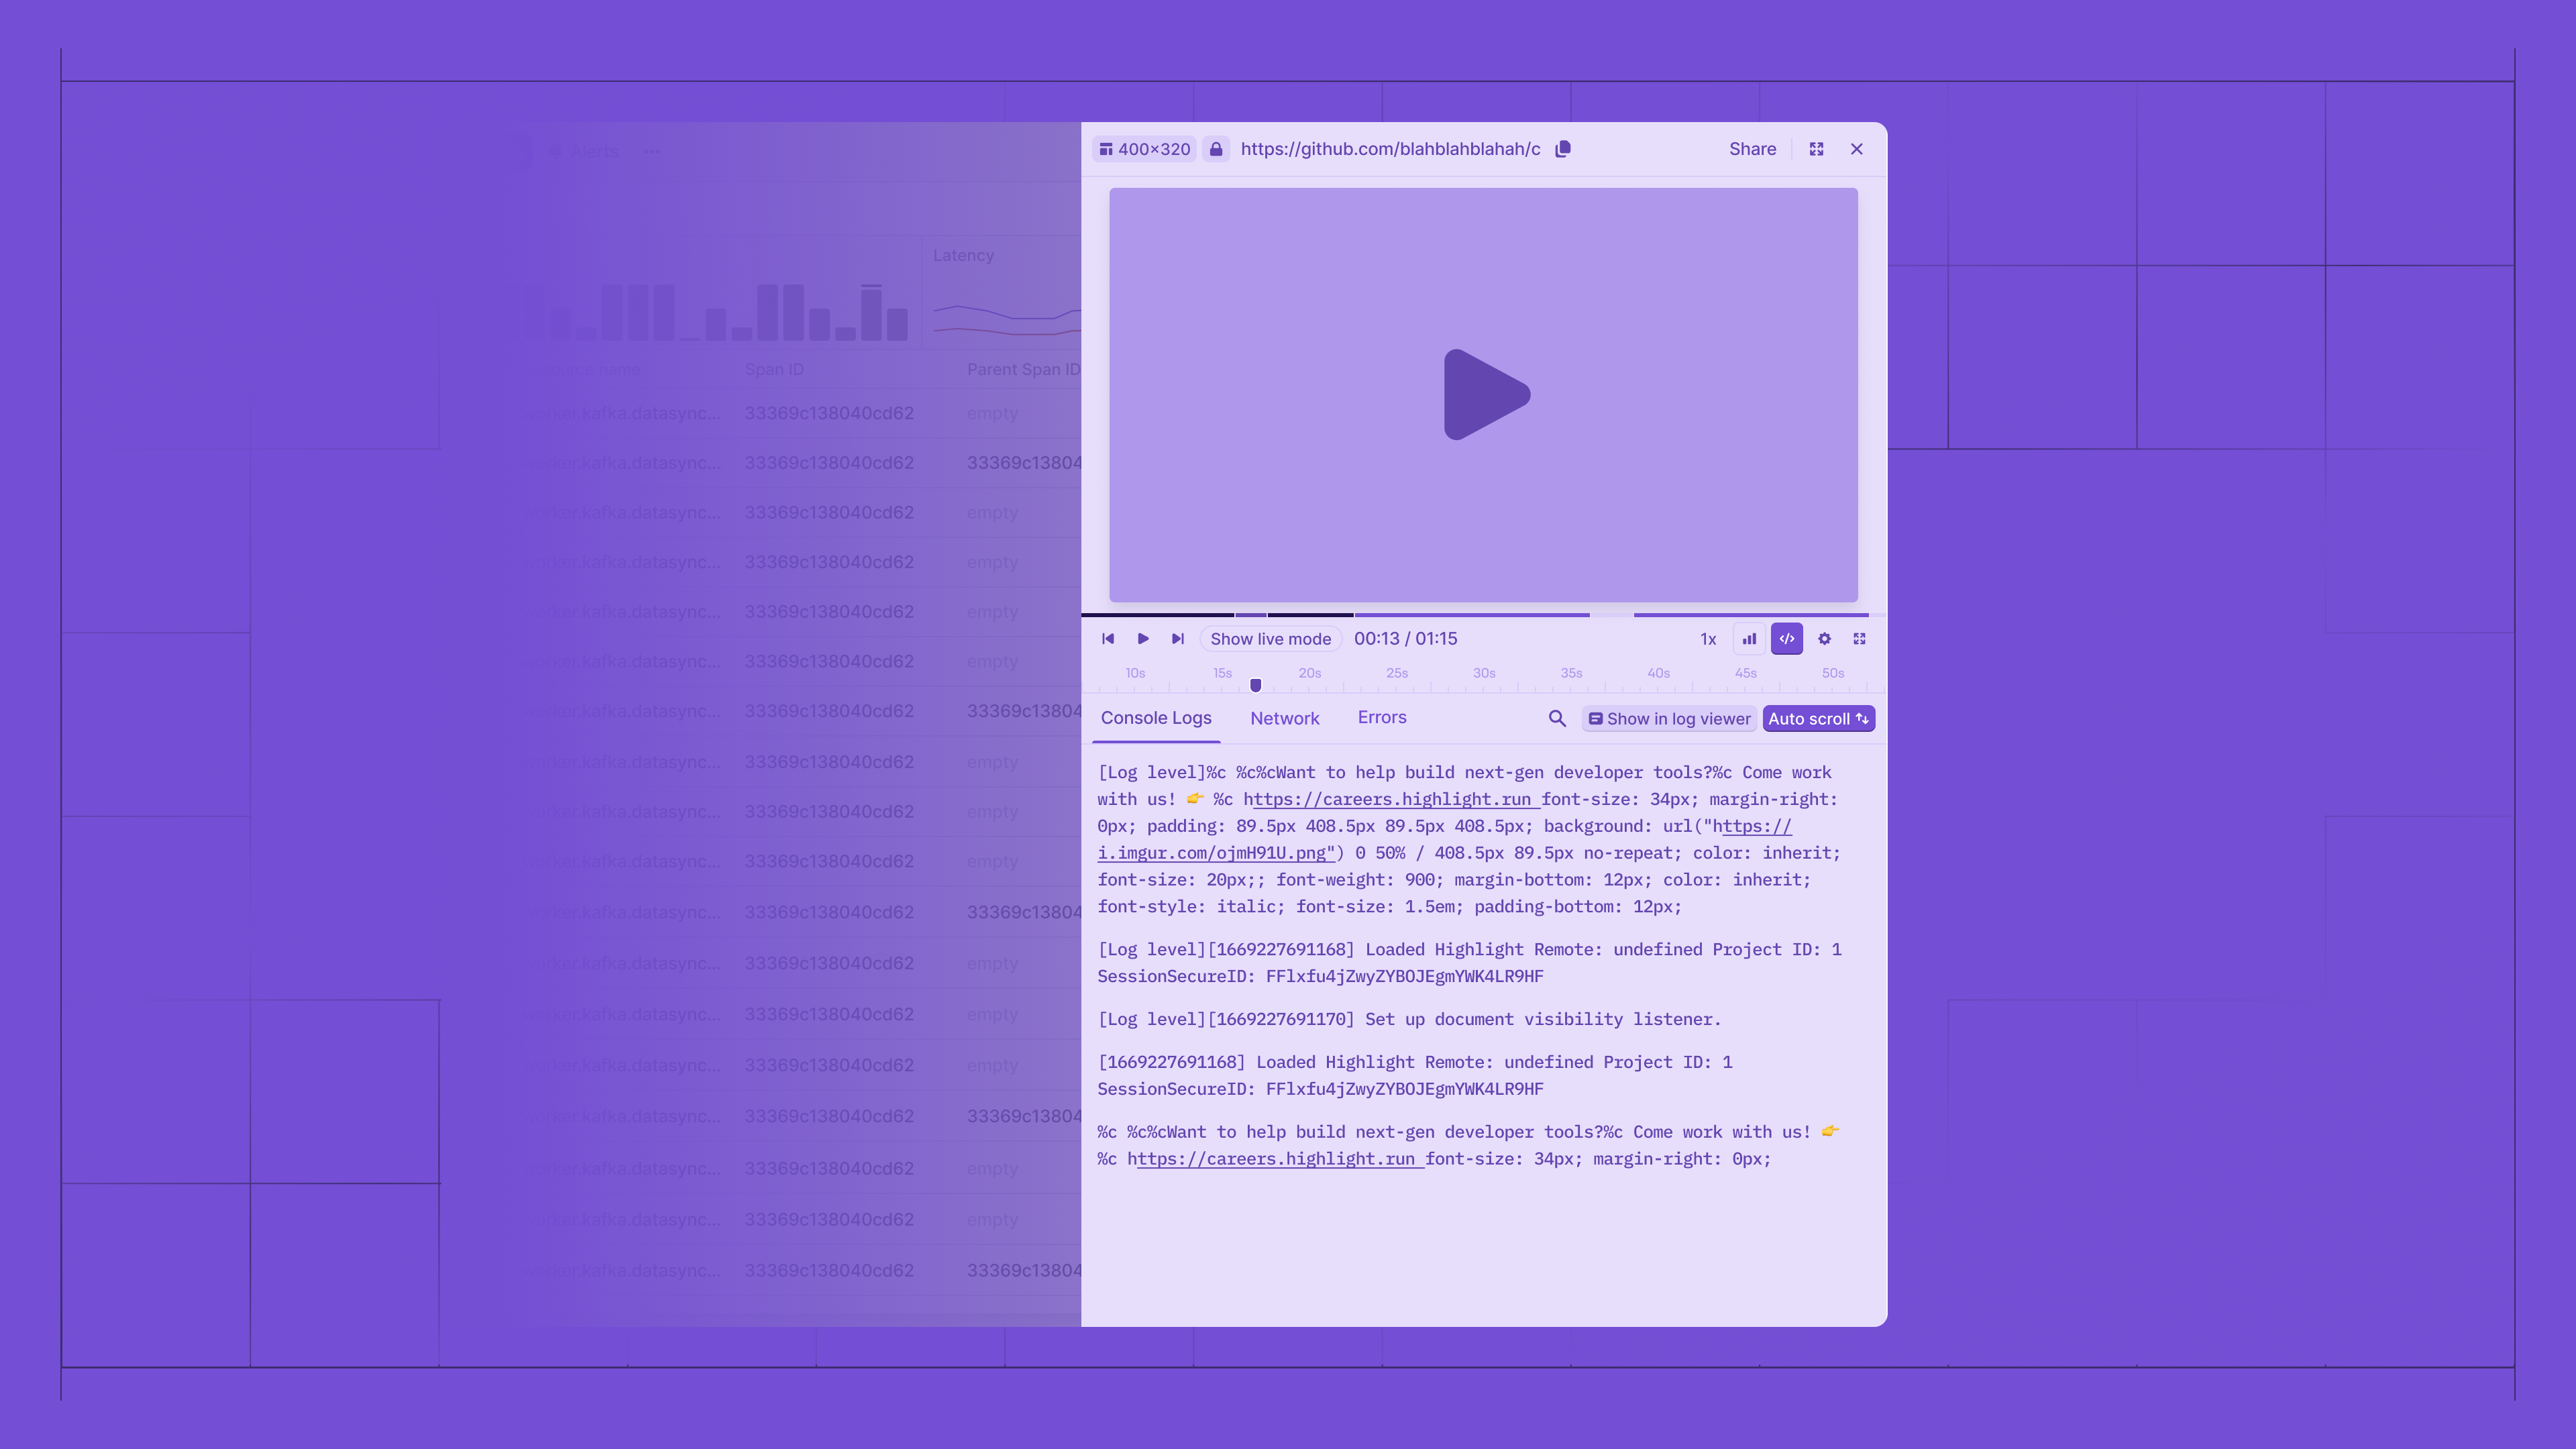 Alerts
Latency
Span ID
Parent Span ID
worker.kafka.datasync... 33369c138040cd62 empty
worker.kafka.datasync... 33369c138040cd62 33369c13804
worker.kafka.datasync... 33369c138040cd62 empty
worker.kafka.datasync... 33369c138040cd62 empty
worker.kafka.datasync... 33369c138040cd62 empty
worker.kafka.datasync... 33369c138040cd62 empty
worker.kafka.datasync... 33369c138040cd62 33369c13804
worker.kafka.datasync... 33369c138040cd62 empty
worker.kafka.datasync... 33369c138040cd62 empty
worker.kafka.datasync... 33369c138040cd62 empty
worker.kafka.datasync... 33369c138040cd62 33369c13804
worker.kafka.datasync... 33369c138040cd62 empty
worker.kafka.datasync... 33369c138040cd62 empty
worker.kafka.datasync... 33369c138040cd62 empty
worker.kafka.datasync... 33369c138040cd62 33369c13804
worker.kafka.datasync... 33369c138040cd62 empty
worker.kafka.datasync... 33369c138040cd62 empty
worker.kafka.datasync... 33369c138040cd62 33369c13804
400×320 https://github.com/blahblahblahah/c Share
Show live mode 00:13 / 01:15 1x
10s 15s 20s 25s 30s 35s 40s 45s 50s
Console Logs Network Errors Show in log viewer Auto scroll
[Log level]%c %c%cWant to help build next-gen developer tools?%c Come work
with us! 👉 %c https://careers.highlight.run font-size: 34px; margin-right:
0px; padding: 89.5px 408.5px 89.5px 408.5px; background: url("https://
i.imgur.com/ojmH91U.png") 0 50% / 408.5px 89.5px no-repeat; color: inherit;
font-size: 20px;; font-weight: 900; margin-bottom: 12px; color: inherit;
font-style: italic; font-size: 1.5em; padding-bottom: 12px;
[Log level][1669227691168] Loaded Highlight Remote: undefined Project ID: 1
SessionSecureID: FFlxfu4jZwyZYBOJEgmYWK4LR9HF
[Log level][1669227691170] Set up document visibility listener.
[1669227691168] Loaded Highlight Remote: undefined Project ID: 1
SessionSecureID: FFlxfu4jZwyZYBOJEgmYWK4LR9HF
%c %c%cWant to help build next-gen developer tools?%c Come work with us! 👉
%c https://careers.highlight.run font-size: 34px; margin-right: 0px;